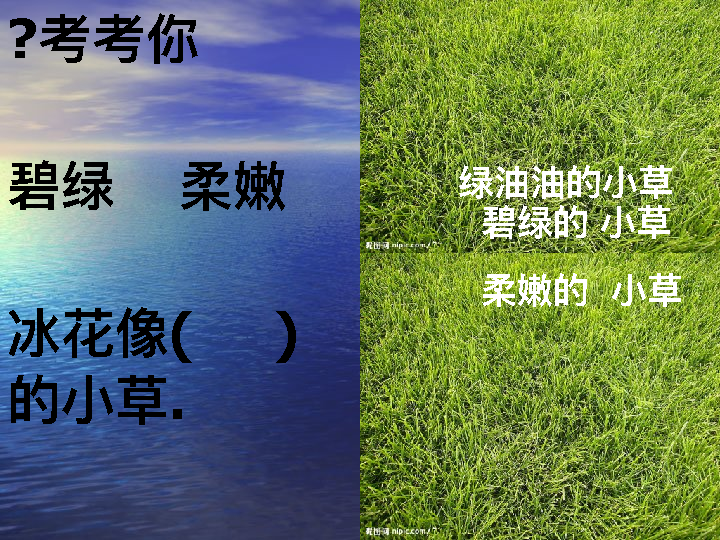 ?考考你
碧绿 柔嫩
冰花像( )
的小草.
绿油油的小草
碧绿的 小草
昵图网 nipic.com/7
柔嫩的 小草
昵图网 nipic.com/7